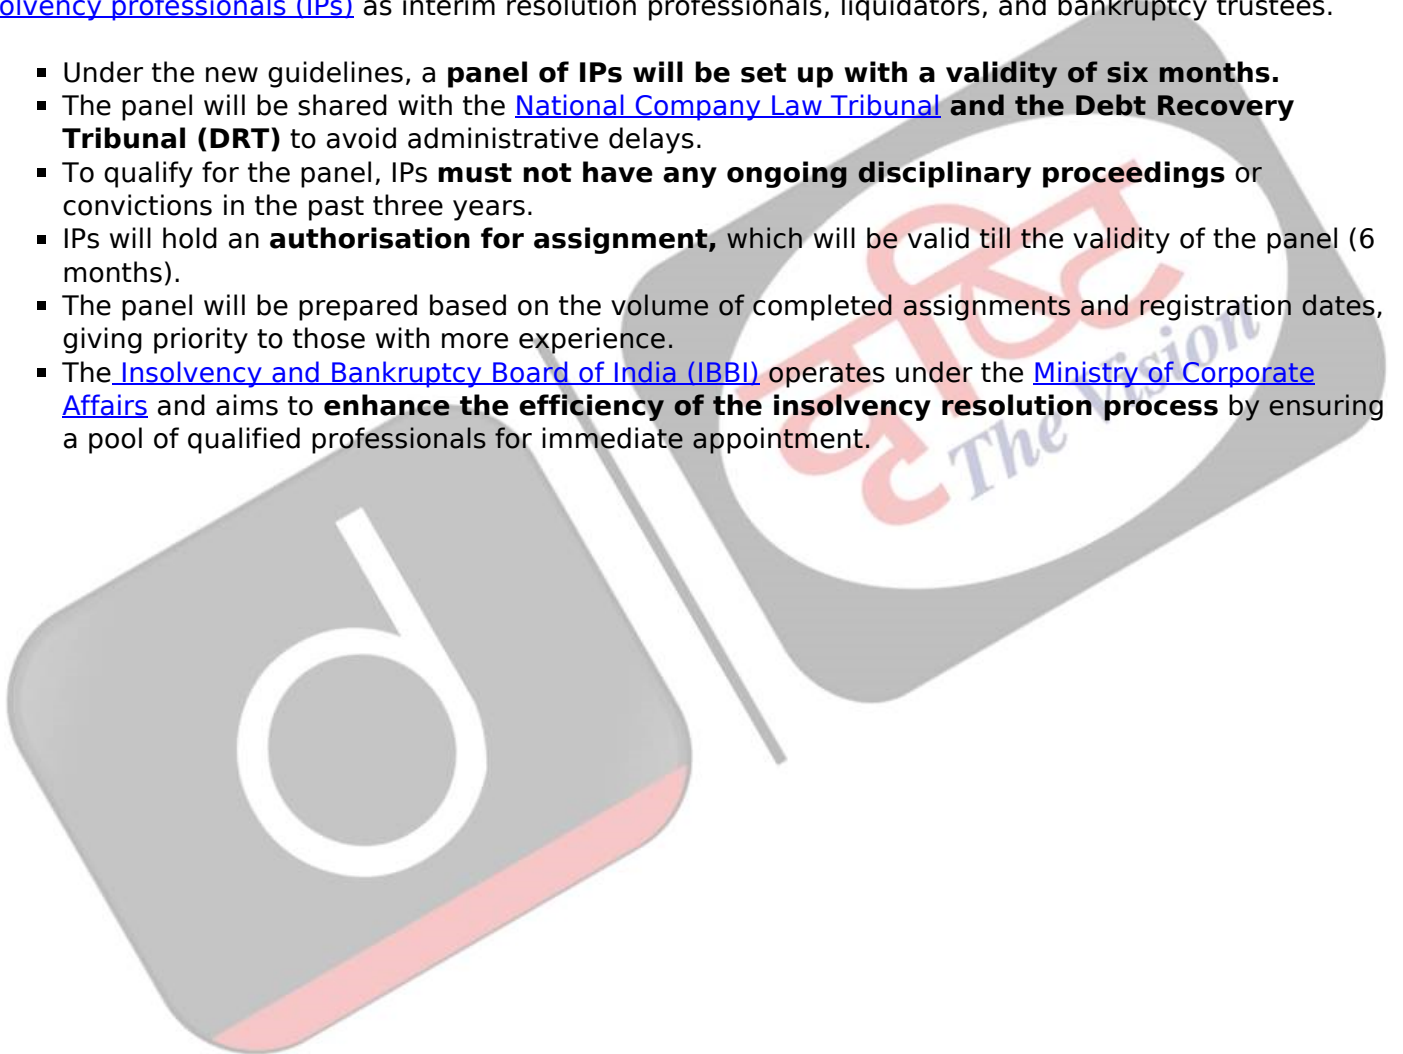 olvency professionals (IPs) as interim resolution professionals, liquidators, and bankruptcy trustees.
▪ Under the new guidelines, a panel of IPs will be set up with a validity of six months.
▪ The panel will be shared with the National Company Law Tribunal and the Debt Recovery
Tribunal (DRT) to avoid administrative delays.
▪ To qualify for the panel, IPs must not have any ongoing disciplinary proceedings or
convictions in the past three years.
▪ IPs will hold an authorisation for assignment, which will be valid till the validity of the panel (6
months).
▪ The panel will be prepared based on the volume of completed assignments and registration dates,
giving priority to those with more experience.
▪ The Insolvency and Bankruptcy Board of India (IBBI) operates under the Ministry of Corporate
Affairs and aims to enhance the efficiency of the insolvency resolution process by ensuring
a pool of qualified professionals for immediate appointment.
दृष्टि
The Vision
d